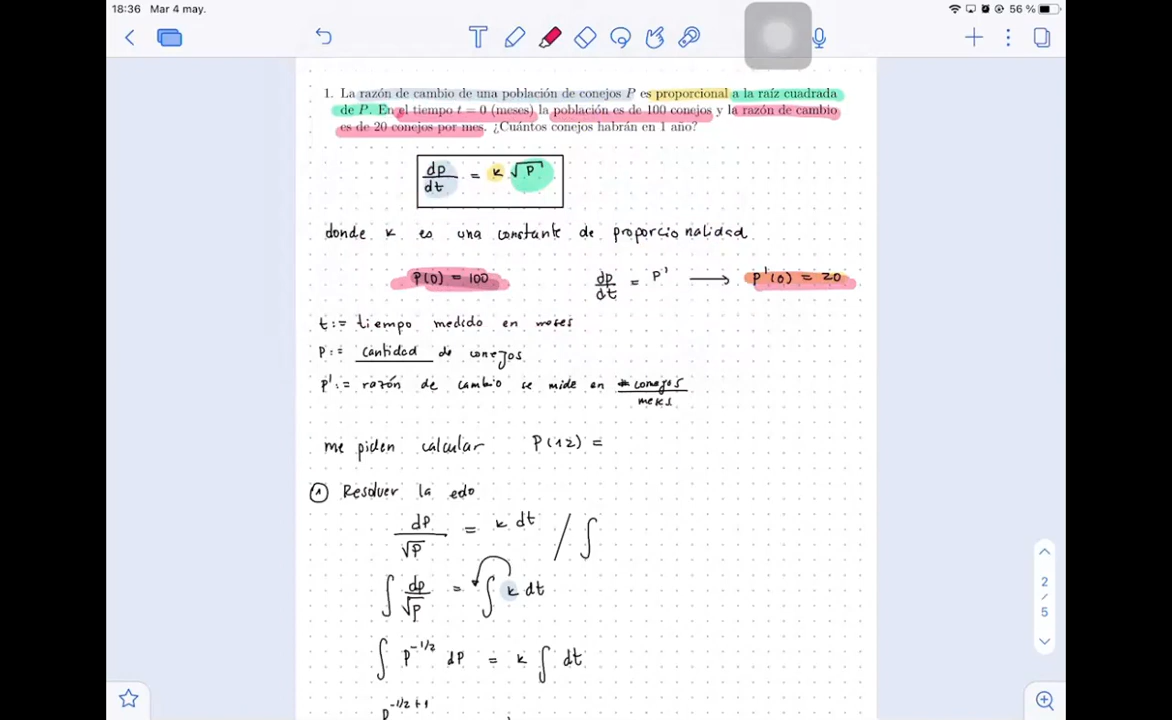 18:36 Mar 4 may.
56 %
1. La razón de cambio de una población de conejos P es proporcional a la raíz cuadrada
de P. En el tiempo t = 0 (meses) la población es de 100 conejos y la razón de cambio
es de 20 conejos por mes. ¿Cuántos conejos habrán en 1 año?
dp/dt = k √P
donde k es una constante de proporcionalidad
P(0) = 100 dp/dt = P' ⟶ P'(0) = 20
t := tiempo medido en meses
P := cantidad de conejos
P' := razón de cambio se mide en # conejos/meses
me piden calcular P(12) =
① Resolver la edo
dP/√P = k dt / ∫
∫ dp/√P = ∫ k dt
∫ P^{-1/2} dP = k ∫ dt
P^{-1/2 + 1}
2
/
5